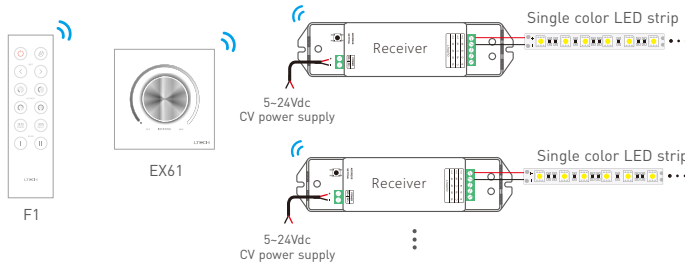 Single color LED strip
Receiver
5~24Vdc
CV power supply
EX61
F1
Single color LED strip
Receiver
5~24Vdc
CV power supply